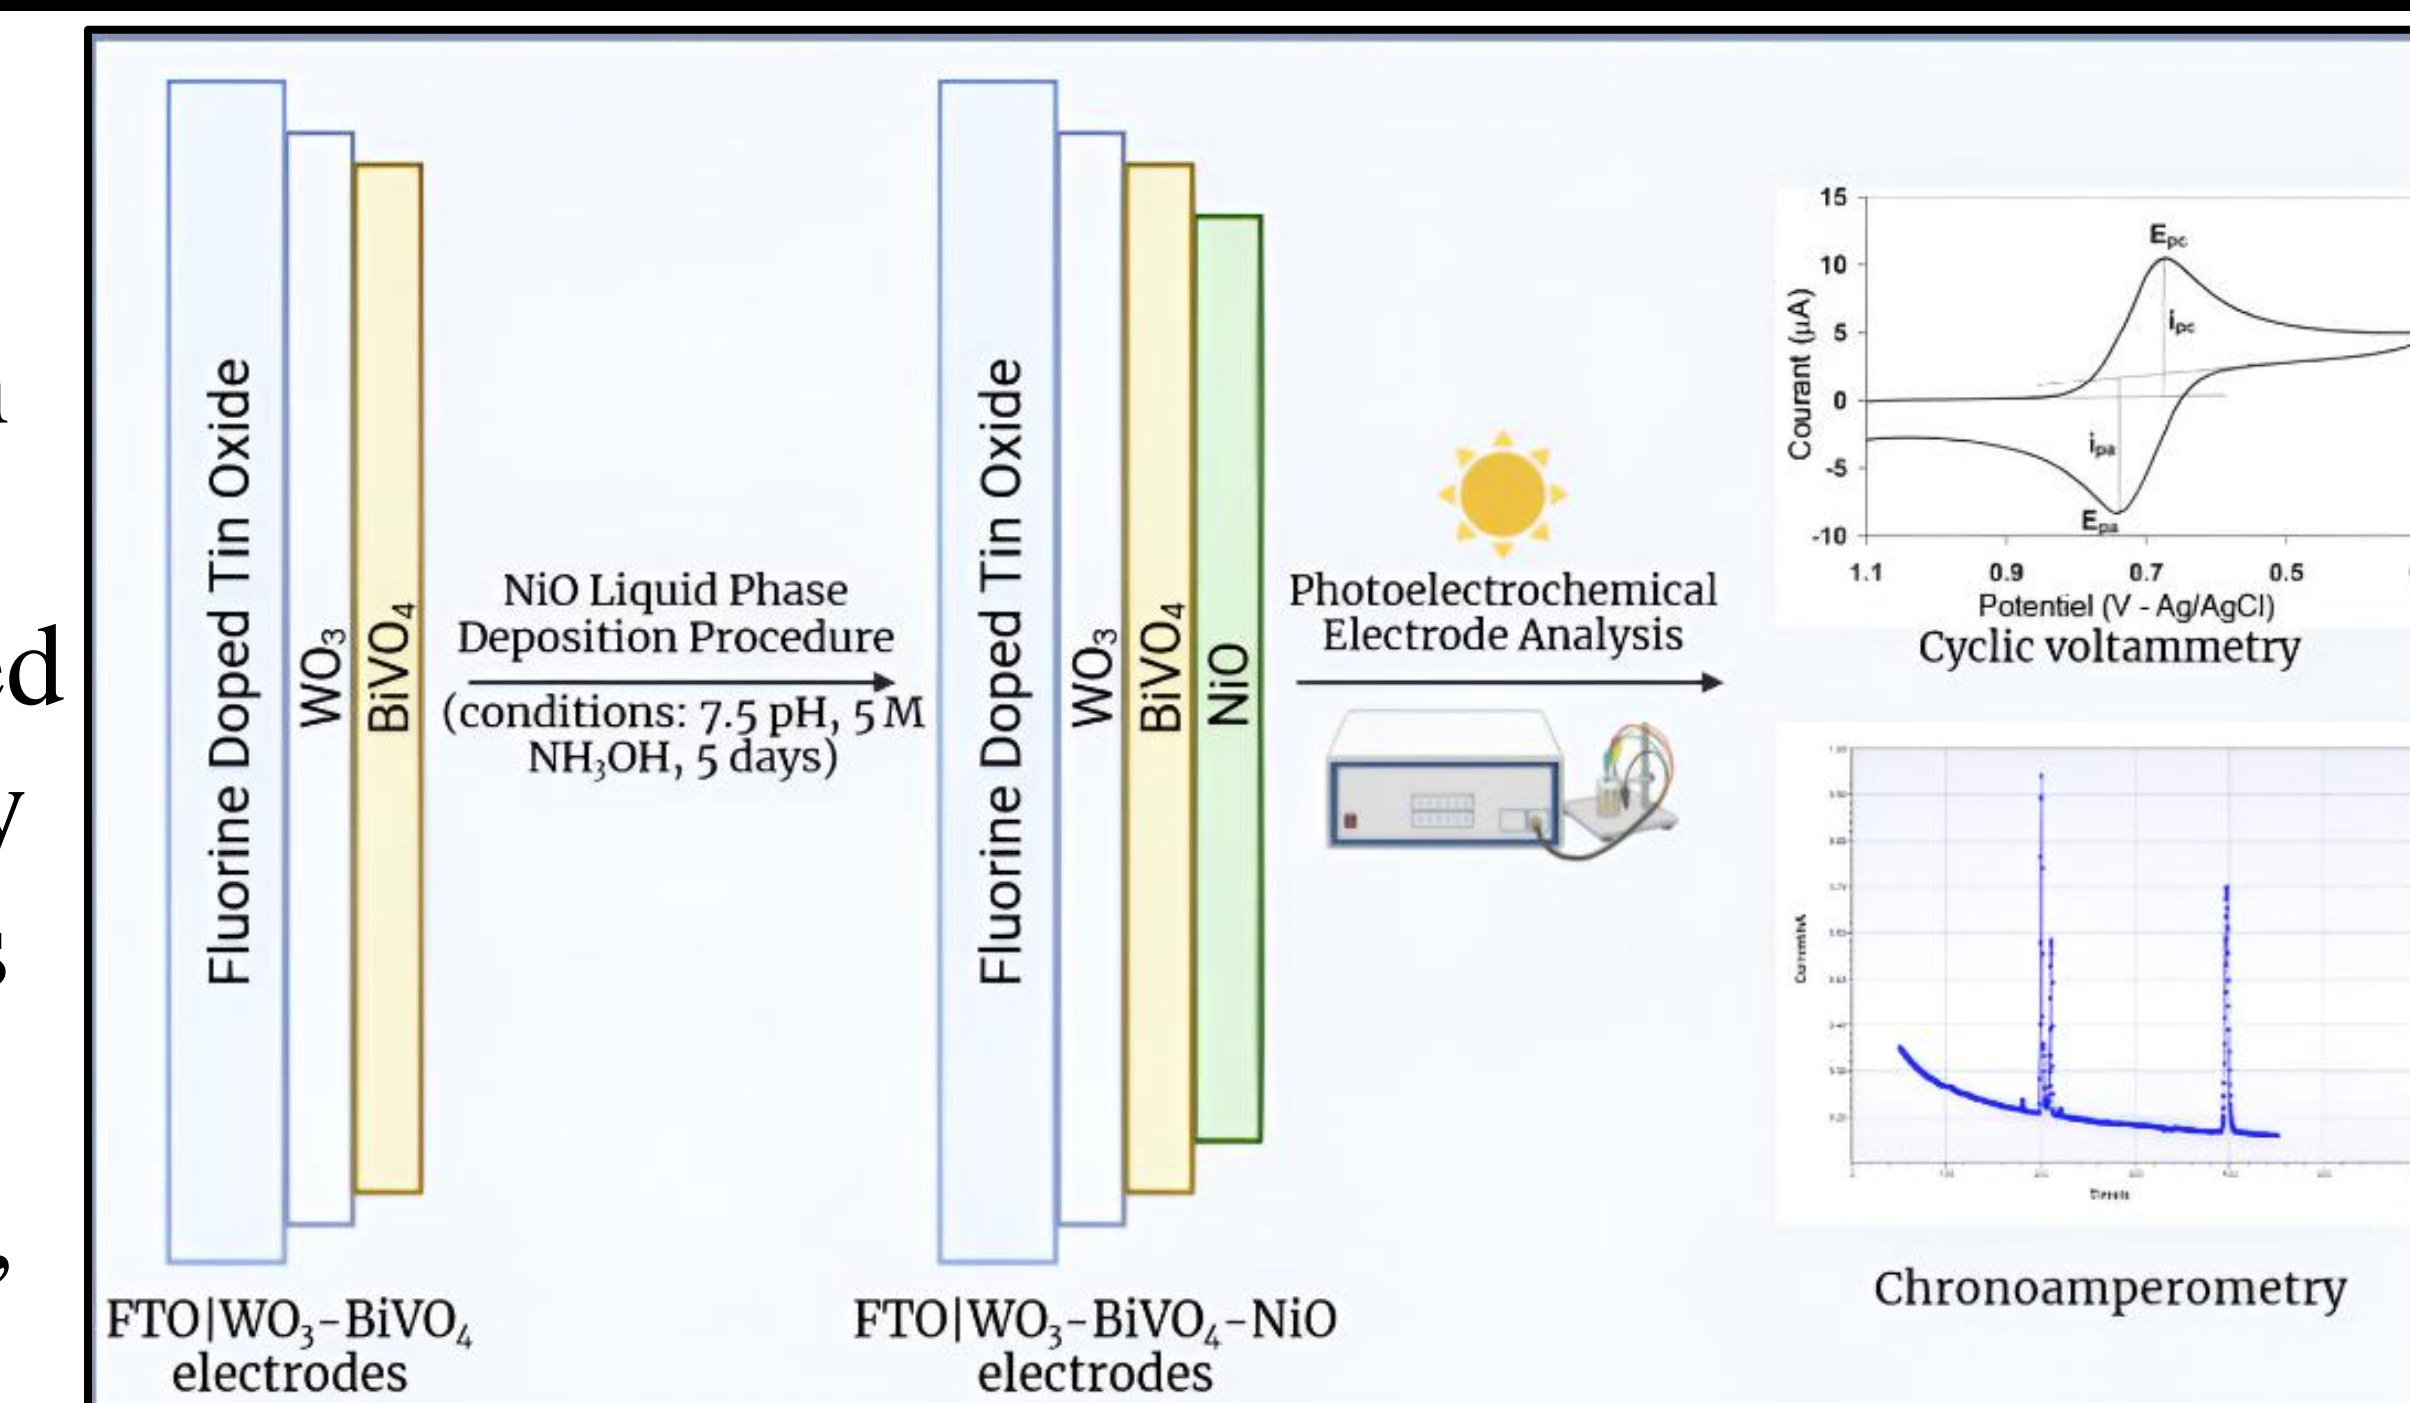 ed
y
Fluorine Doped Tin Oxide
WO₃
BiVO₄
FTO|WO₃-BiVO₄
electrodes
NiO Liquid Phase
Deposition Procedure
(conditions: 7.5 pH, 5 M
NH₃OH, 5 days)
Fluorine Doped Tin Oxide
WO₃
BiVO₄
NiO
FTO|WO₃-BiVO₄-NiO
electrodes
Photoelectrochemical
Electrode Analysis
15
10
5
0
-5
-10
Courant (µA)
Epc
ipc
ipa
Epa
1.1 0.9 0.7 0.5
Potentiel (V - Ag/AgCl)
Cyclic voltammetry
Chronoamperometry